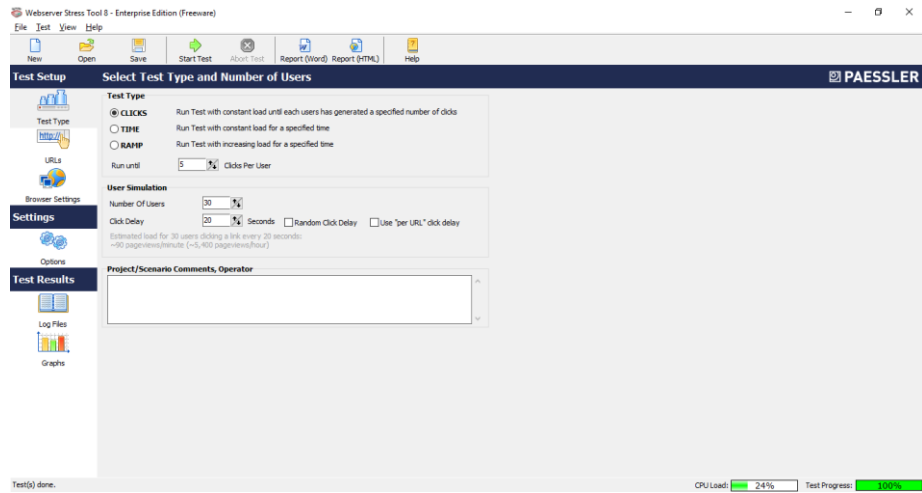 Webserver Stress Tool 8 - Enterprise Edition (Freeware)
File Test View Help
New Open Save Start Test Abort Test Report (Word) Report (HTML) Help
Test Setup
Select Test Type and Number of Users
PAESSLER
Test Type
http://
URLs
Browser Settings
Settings
Options
Test Results
Log Files
Graphs
Test Type
CLICKS Run Test with constant load until each users has generated a specified number of clicks
TIME Run Test with constant load for a specified time
RAMP Run Test with increasing load for a specified time
Run until 5 Clicks Per User
User Simulation
Number Of Users 30
Click Delay 20 Seconds Random Click Delay Use "per URL" click delay
Estimated load for 30 users clicking a link every 20 seconds:
~90 pageviews/minute (~5,400 pageviews/hour)
Project/Scenario Comments, Operator
Test(s) done.
CPU Load: 24% Test Progress: 100%